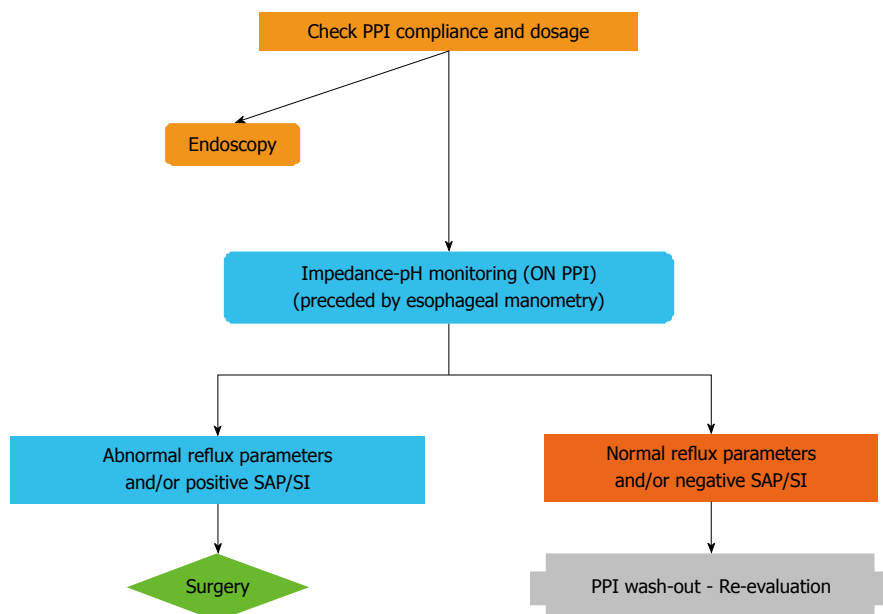 Check PPI compliance and dosage
Endoscopy
Impedance-pH monitoring (ON PPI)
(preceded by esophageal manometry)
Abnormal reflux parameters
and/or positive SAP/SI
Normal reflux parameters
and/or negative SAP/SI
Surgery
PPI wash-out - Re-evaluation